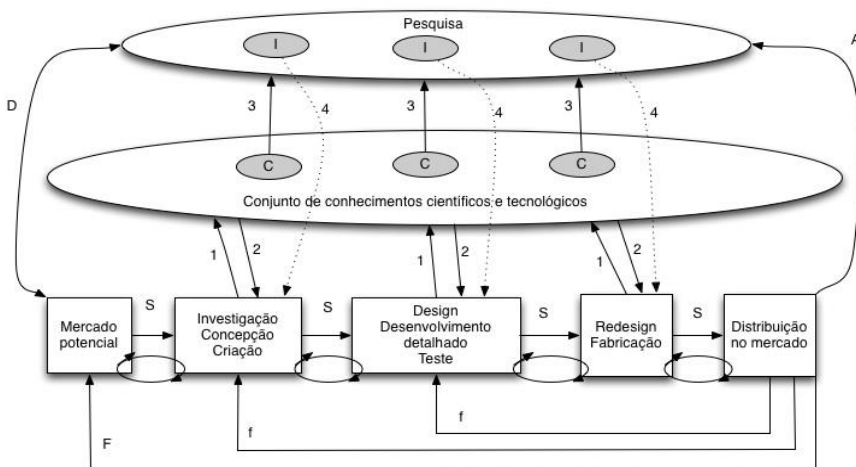 Pesquisa
I
I
I
A
D
3
4
3
4
3
4
C
C
C
Conjunto de conhecimentos científicos e tecnológicos
1
2
1
2
1
2
Mercado
potencial
S
Investigação
Concepção
Criação
S
Design
Desenvolvimento
detalhado
Teste
S
Redesign
Fabricação
S
Distribuição
no mercado
F
f
f